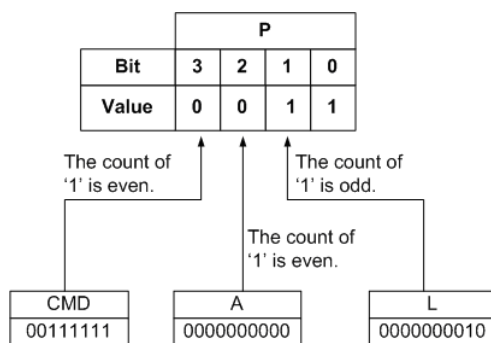 P
Bit 3 2 1 0
Value 0 0 1 1
The count of
'1' is even.
The count of
'1' is odd.
The count of
'1' is even.
CMD A L
00111111 0000000000 0000000010